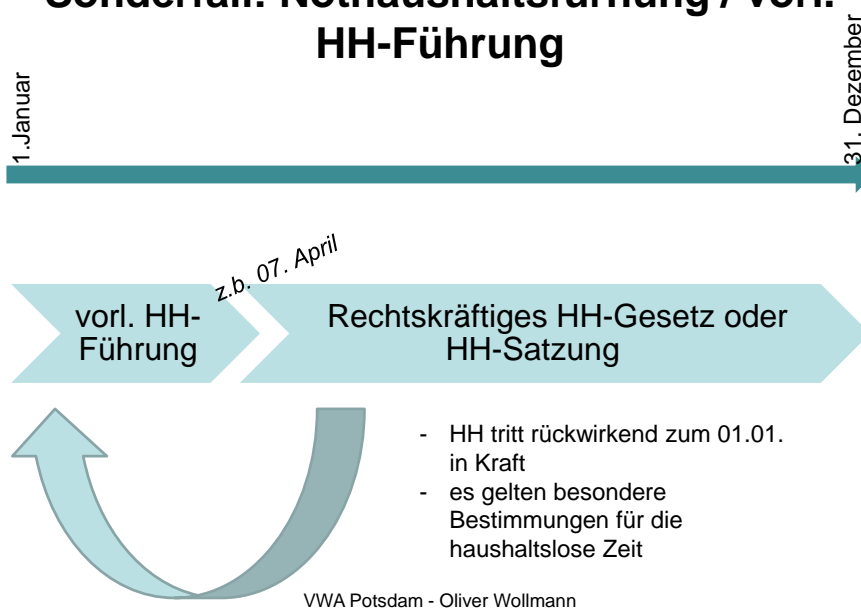 Sonderfall: Nothaushaltsführung / vorl.
HH-Führung
1.Januar
31. Dezember
z.b. 07. April
vorl. HH-
Führung
Rechtskräftiges HH-Gesetz oder
HH-Satzung
- HH tritt rückwirkend zum 01.01.
in Kraft
- es gelten besondere
Bestimmungen für die
haushaltslose Zeit
VWA Potsdam - Oliver Wollmann